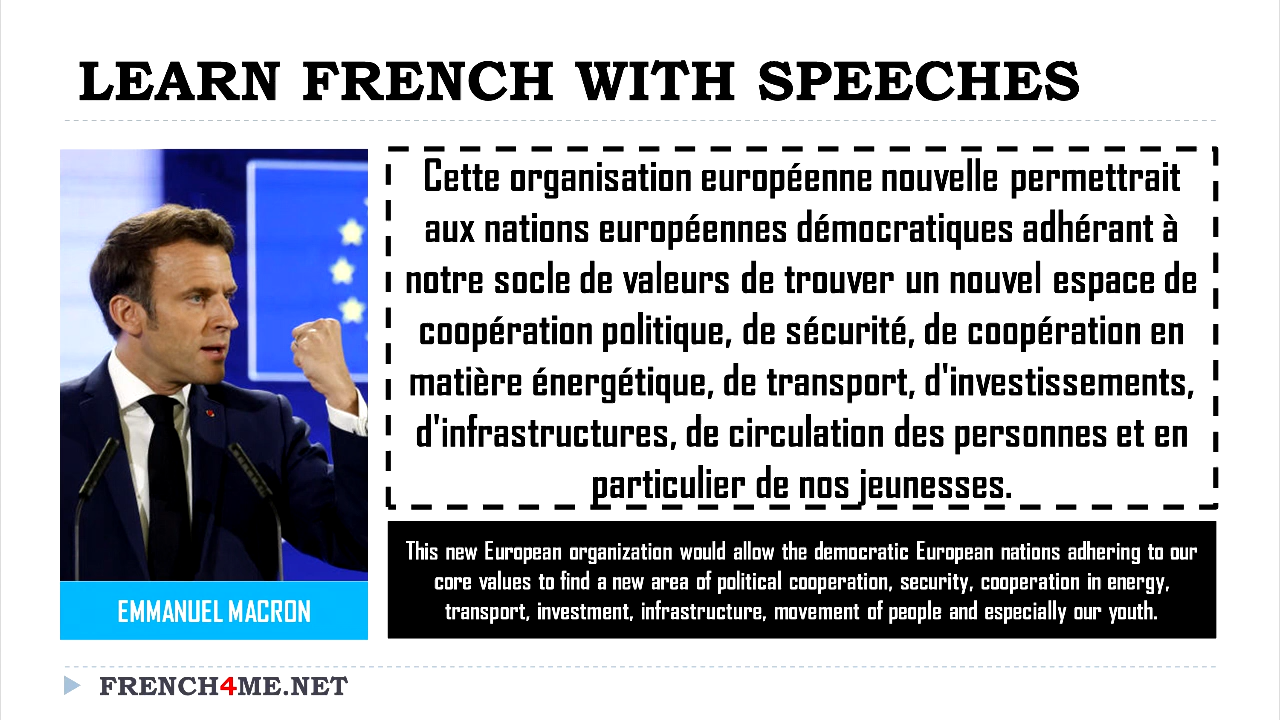 LEARN FRENCH WITH SPEECHES
Cette organisation européenne nouvelle permettrait
aux nations européennes démocratiques adhérant à
notre socle de valeurs de trouver un nouvel espace de
coopération politique, de sécurité, de coopération en
matière énergétique, de transport, d'investissements,
d'infrastructures, de circulation des personnes et en
particulier de nos jeunesses.
This new European organization would allow the democratic European nations adhering to our
core values to find a new area of political cooperation, security, cooperation in energy,
transport, investment, infrastructure, movement of people and especially our youth.
EMMANUEL MACRON
FRENCH4ME.NET